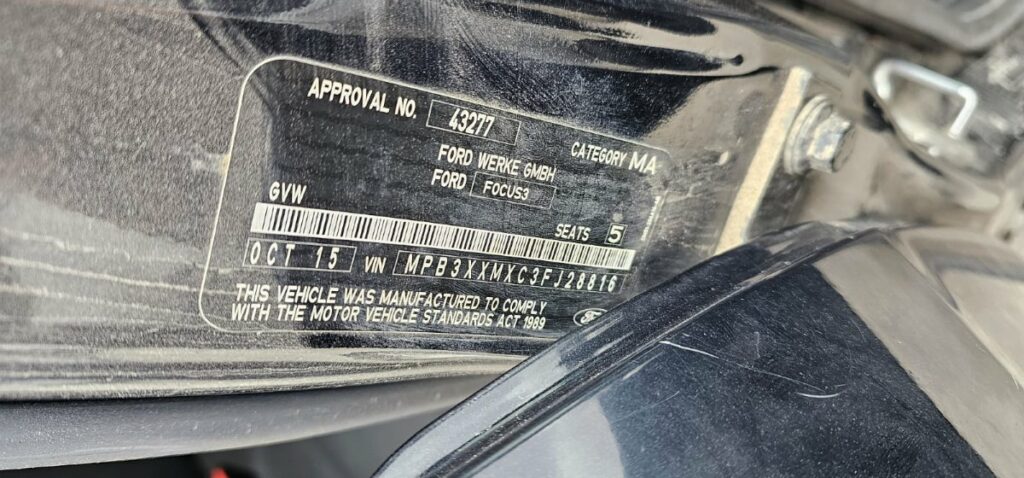 APPROVAL NO. 43277
CATEGORY MA
FORD WERKE GMBH
FORD FOCUS3
GVW
SEATS 5
OCT 15 VIN MPB3XXMXC3FJ28816
THIS VEHICLE WAS MANUFACTURED TO COMPLY
WITH THE MOTOR VEHICLE STANDARDS ACT 1989